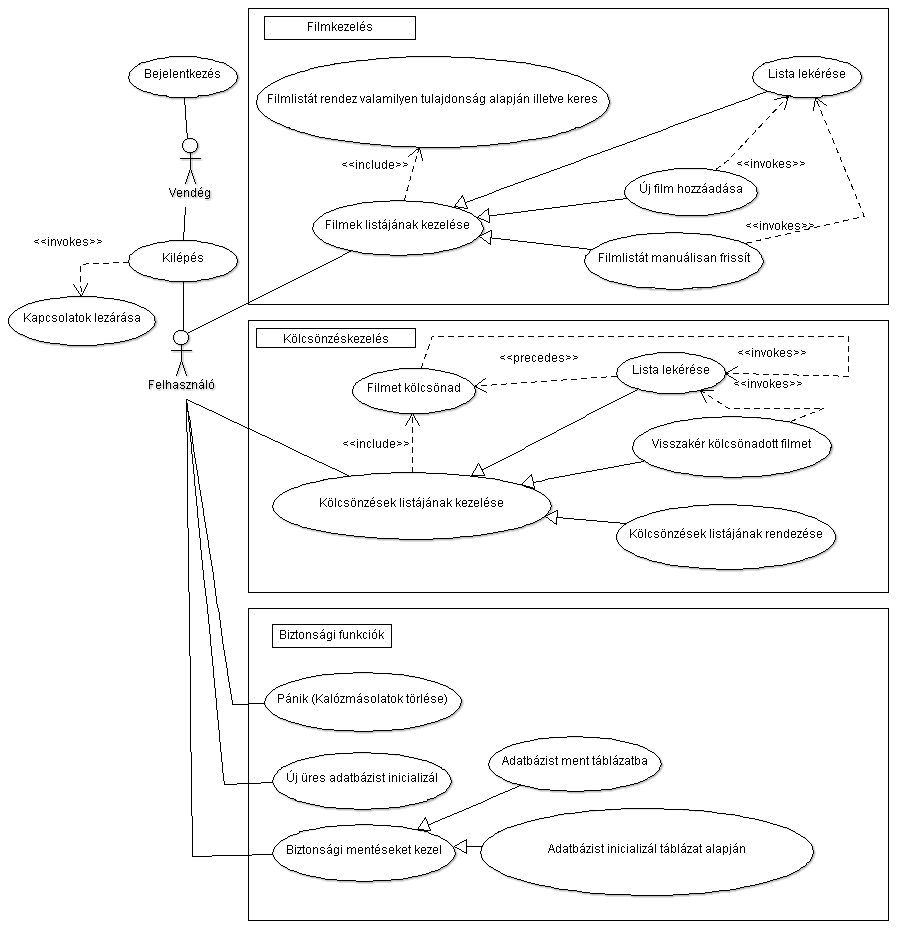 Filmkezelés
Bejelentkezés
Lista lekérése
Filmlistát rendez valamilyen tulajdonság alapján illetve keres
<<include>>
<<invokes>>
Vendég
Új film hozzáadása
Filmek listájának kezelése
<<invokes>>
<<invokes>>
Kilépés
Filmlistát manuálisan frissít
Kapcsolatok lezárása
Kölcsönzéskezelés
Felhasználó
<<precedes>>
<<invokes>>
Filmet kölcsönad
Lista lekérése
<<invokes>>
<<include>>
Visszakér kölcsönadott filmet
Kölcsönzések listájának kezelése
Kölcsönzések listájának rendezése
Biztonsági funkciók
Pánik (Kalózmásolatok törlése)
Adatbázist ment táblázatba
Új üres adatbázist inicializál
Biztonsági mentéseket kezel
Adatbázist inicializál táblázat alapján